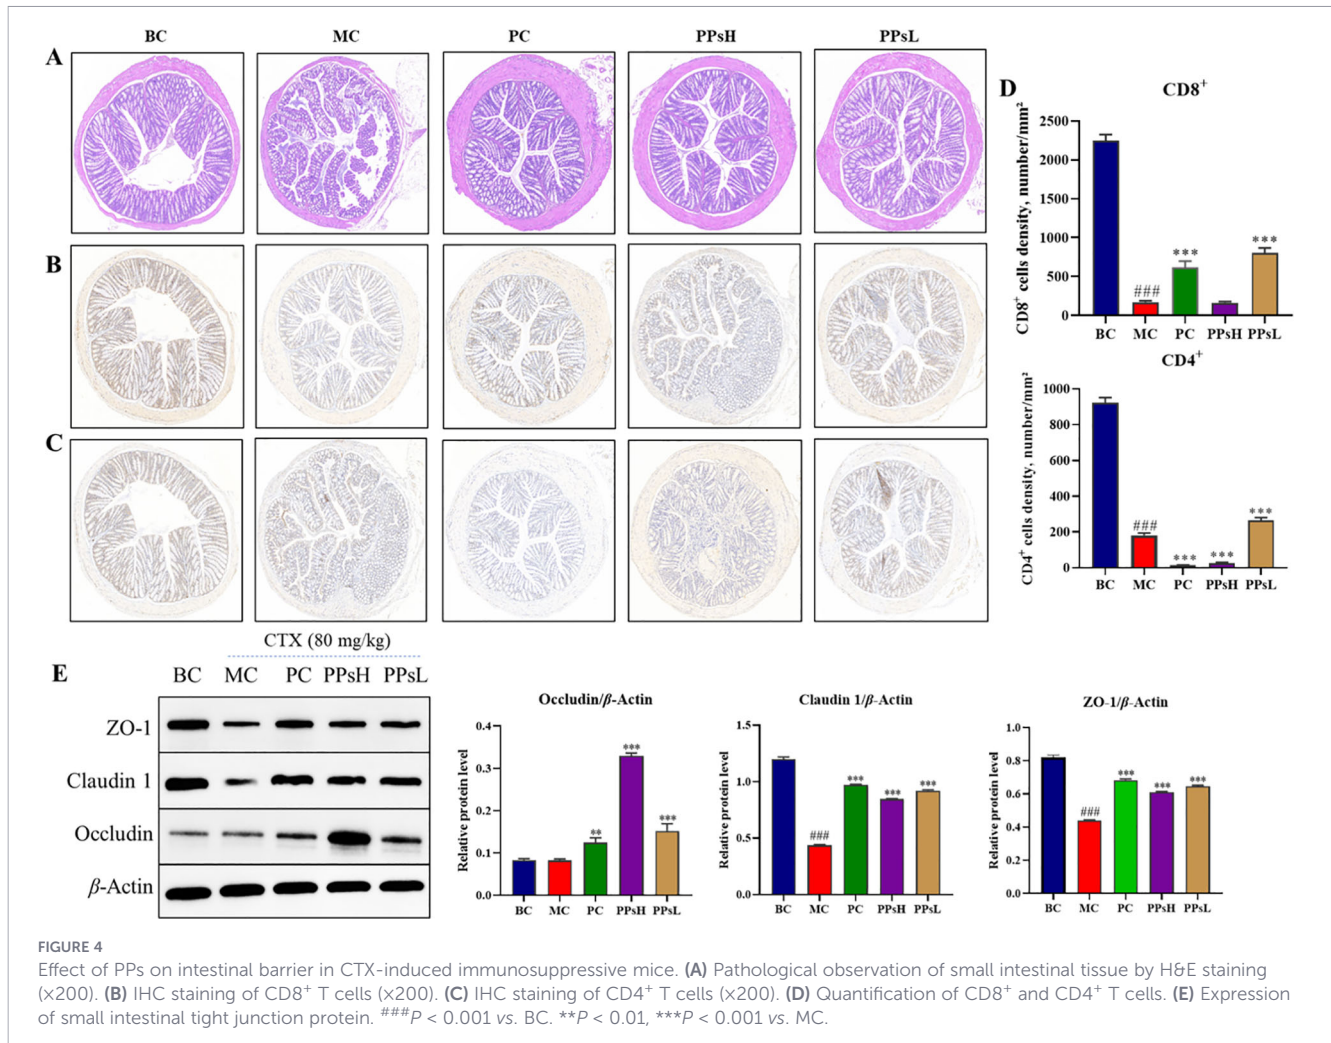 BC MC PC PPsH PPsL
A
B
C
D
CD8⁺
CD8⁺ cells density, number/mm²
2500
2000
1500
1000
500
0
###
***
***
BC MC PC PPsH PPsL
CD4⁺
CD4⁺ cells density, number/mm²
1000
800
600
400
200
0
###
***
***
***
BC MC PC PPsH PPsL
E
CTX (80 mg/kg)
BC MC PC PPsH PPsL
ZO-1
Claudin 1
Occludin
β-Actin
Occludin/β-Actin
Relative protein level
0.4
0.3
0.2
0.1
0.0
**
***
***
BC MC PC PPsH PPsL
Claudin 1/β-Actin
Relative protein level
1.5
1.0
0.5
0.0
###
***
***
***
BC MC PC PPsH PPsL
ZO-1/β-Actin
Relative protein level
1.0
0.8
0.6
0.4
0.2
0.0
###
***
***
***
BC MC PC PPsH PPsL
FIGURE 4
Effect of PPs on intestinal barrier in CTX-induced immunosuppressive mice. (A) Pathological observation of small intestinal tissue by H&E staining
(×200). (B) IHC staining of CD8⁺ T cells (×200). (C) IHC staining of CD4⁺ T cells (×200). (D) Quantification of CD8⁺ and CD4⁺ T cells. (E) Expression
of small intestinal tight junction protein. ###P < 0.001 vs. BC. **P < 0.01, ***P < 0.001 vs. MC.